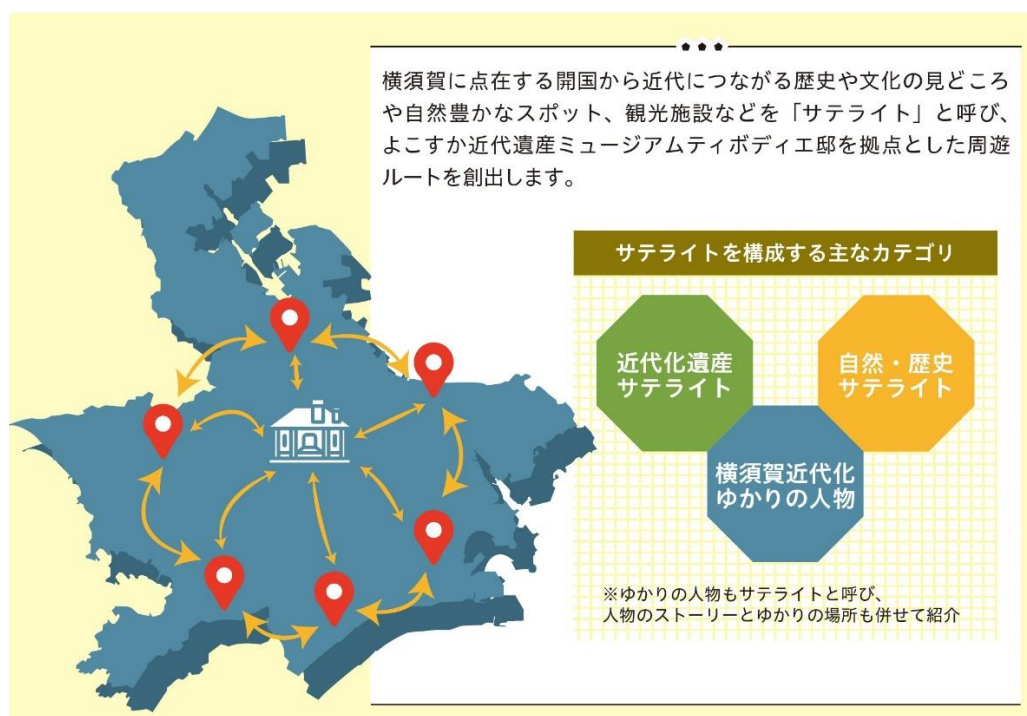 横須賀に点在する開国から近代につながる歴史や文化の見どころ
や自然豊かなスポット、観光施設などを「サテライト」と呼び、
よこすか近代遺産ミュージアムティボディエ邸を拠点とした周遊
ルートを創出します。
サテライトを構成する主なカテゴリ
近代化遺産
サテライト
自然・歴史
サテライト
横須賀近代化
ゆかりの人物
※ゆかりの人物もサテライトと呼び、
人物のストーリーとゆかりの場所も併せて紹介